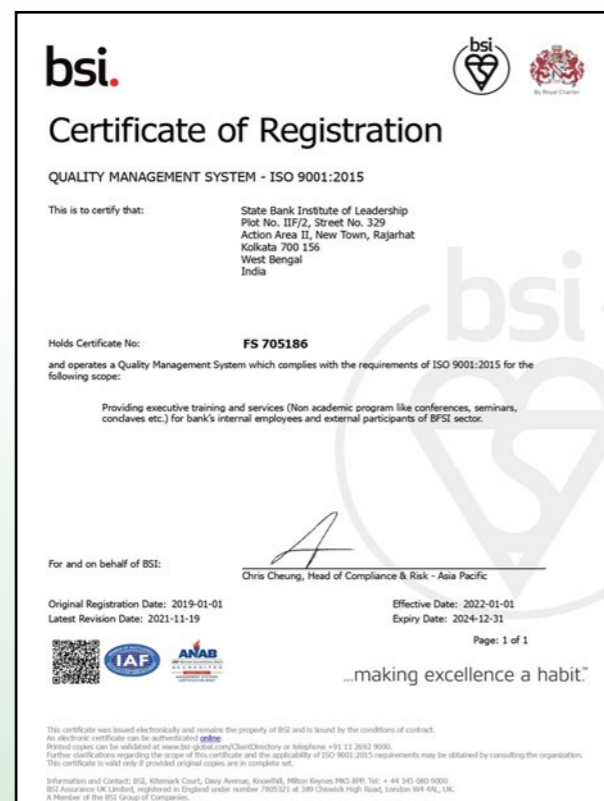 bsi.
bsi
By Royal Charter
Certificate of Registration
QUALITY MANAGEMENT SYSTEM - ISO 9001:2015
This is to certify that:
State Bank Institute of Leadership
Plot No. IIF/2, Street No. 329
Action Area II, New Town, Rajarhat
Kolkata 700 156
West Bengal
India
bsi
Holds Certificate No:
FS 705186
and operates a Quality Management System which complies with the requirements of ISO 9001:2015 for the
following scope:
Providing executive training and services (Non academic program like conferences, seminars,
conclaves etc.) for bank's internal employees and external participants of BFSI sector.
For and on behalf of BSI:
Chris Cheung, Head of Compliance & Risk - Asia Pacific
Original Registration Date: 2019-01-01
Effective Date: 2022-01-01
Latest Revision Date: 2021-11-19
Expiry Date: 2024-12-31
Page: 1 of 1
IAF
ANAB
ACCREDITED
...making excellence a habit.™
This certificate was issued electronically and remains the property of BSI and is bound by the conditions of contract.
An electronic certificate can be authenticated online.
Printed copies can be validated at www.bsi-global.com/ClientDirectory or telephone +91 11 2692 9000.
Further clarifications regarding the scope of this certificate and the applicability of ISO 9001:2015 requirements may be obtained by consulting the organization.
This certificate is valid only if provided original copies are in complete set.
Information and Contact: BSI, Kitemark Court, Davy Avenue, Knowlhill, Milton Keynes MK5 8PP. Tel: + 44 345 080 9000
BSI Assurance UK Limited, registered in England under number 7805321 at 389 Chiswick High Road, London W4 4AL, UK.
A Member of the BSI Group of Companies.